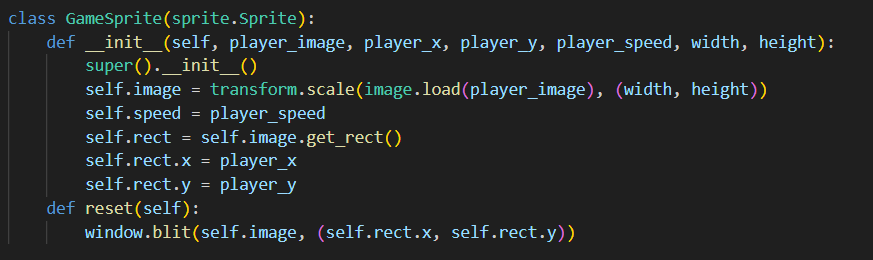 class GameSprite(sprite.Sprite):
    def __init__(self, player_image, player_x, player_y, player_speed, width, height):
        super().__init__()
        self.image = transform.scale(image.load(player_image), (width, height))
        self.speed = player_speed
        self.rect = self.image.get_rect()
        self.rect.x = player_x
        self.rect.y = player_y
    def reset(self):
        window.blit(self.image, (self.rect.x, self.rect.y))